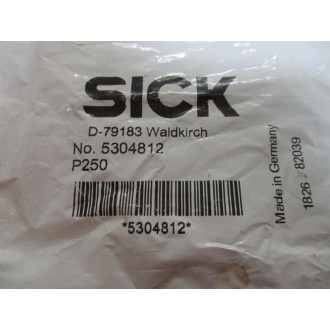 SICK
D-79183 Waldkirch
No. 5304812
P250
*5304812*
Made in Germany
1826 - 82039